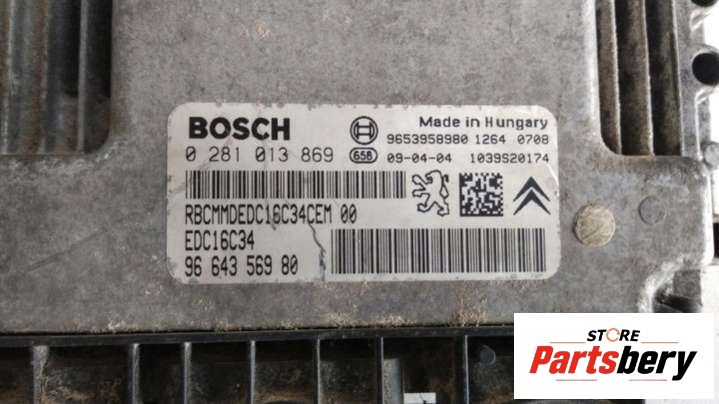 BOSCH
Made in Hungary
9653958980 1264 0708
0 281 013 869 656 09-04-04 1039S20174
RBCMMDEDC16C34CEM 00
EDC16C34
96 643 569 80
STORE
Partsbery